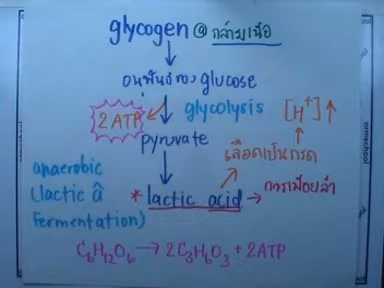 glycogen @ กล้ามเนื้อ
อนุพันธ์ของ glucose
2 ATP glycolysis [H⁺] ↑
pyruvate
เลือดเป็นกรด
anaerobic
(lactic â * lactic acid → การเมื่อยล้า
fermentation)
C₆H₁₂O₆ → 2C₃H₆O₃ + 2ATP